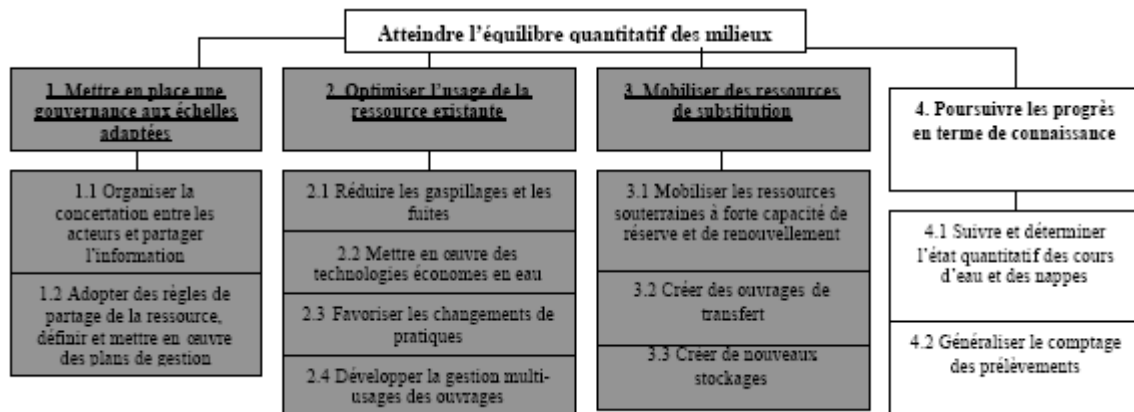 Atteindre l'équilibre quantitatif des milieux
1. Mettre en place une
gouvernance aux échelles
adaptées
1.1 Organiser la
concertation entre les
acteurs et partager
l'information
1.2 Adopter des règles de
partage de la ressource,
définir et mettre en œuvre
des plans de gestion
2. Optimiser l'usage de la
ressource existante
2.1 Réduire les gaspillages et les
fuites
2.2 Mettre en œuvre des
technologies économes en eau
2.3 Favoriser les changements de
pratiques
2.4 Développer la gestion multi-
usages des ouvrages
3. Mobiliser des ressources
de substitution
3.1 Mobiliser les ressources
souterraines à forte capacité de
réserve et de renouvellement
3.2 Créer des ouvrages de
transfert
3.3 Créer de nouveaux
stockages
4. Poursuivre les progrès
en terme de connaissance
4.1 Suivre et déterminer
l'état quantitatif des cours
d'eau et des nappes
4.2 Généraliser le comptage
des prélèvements